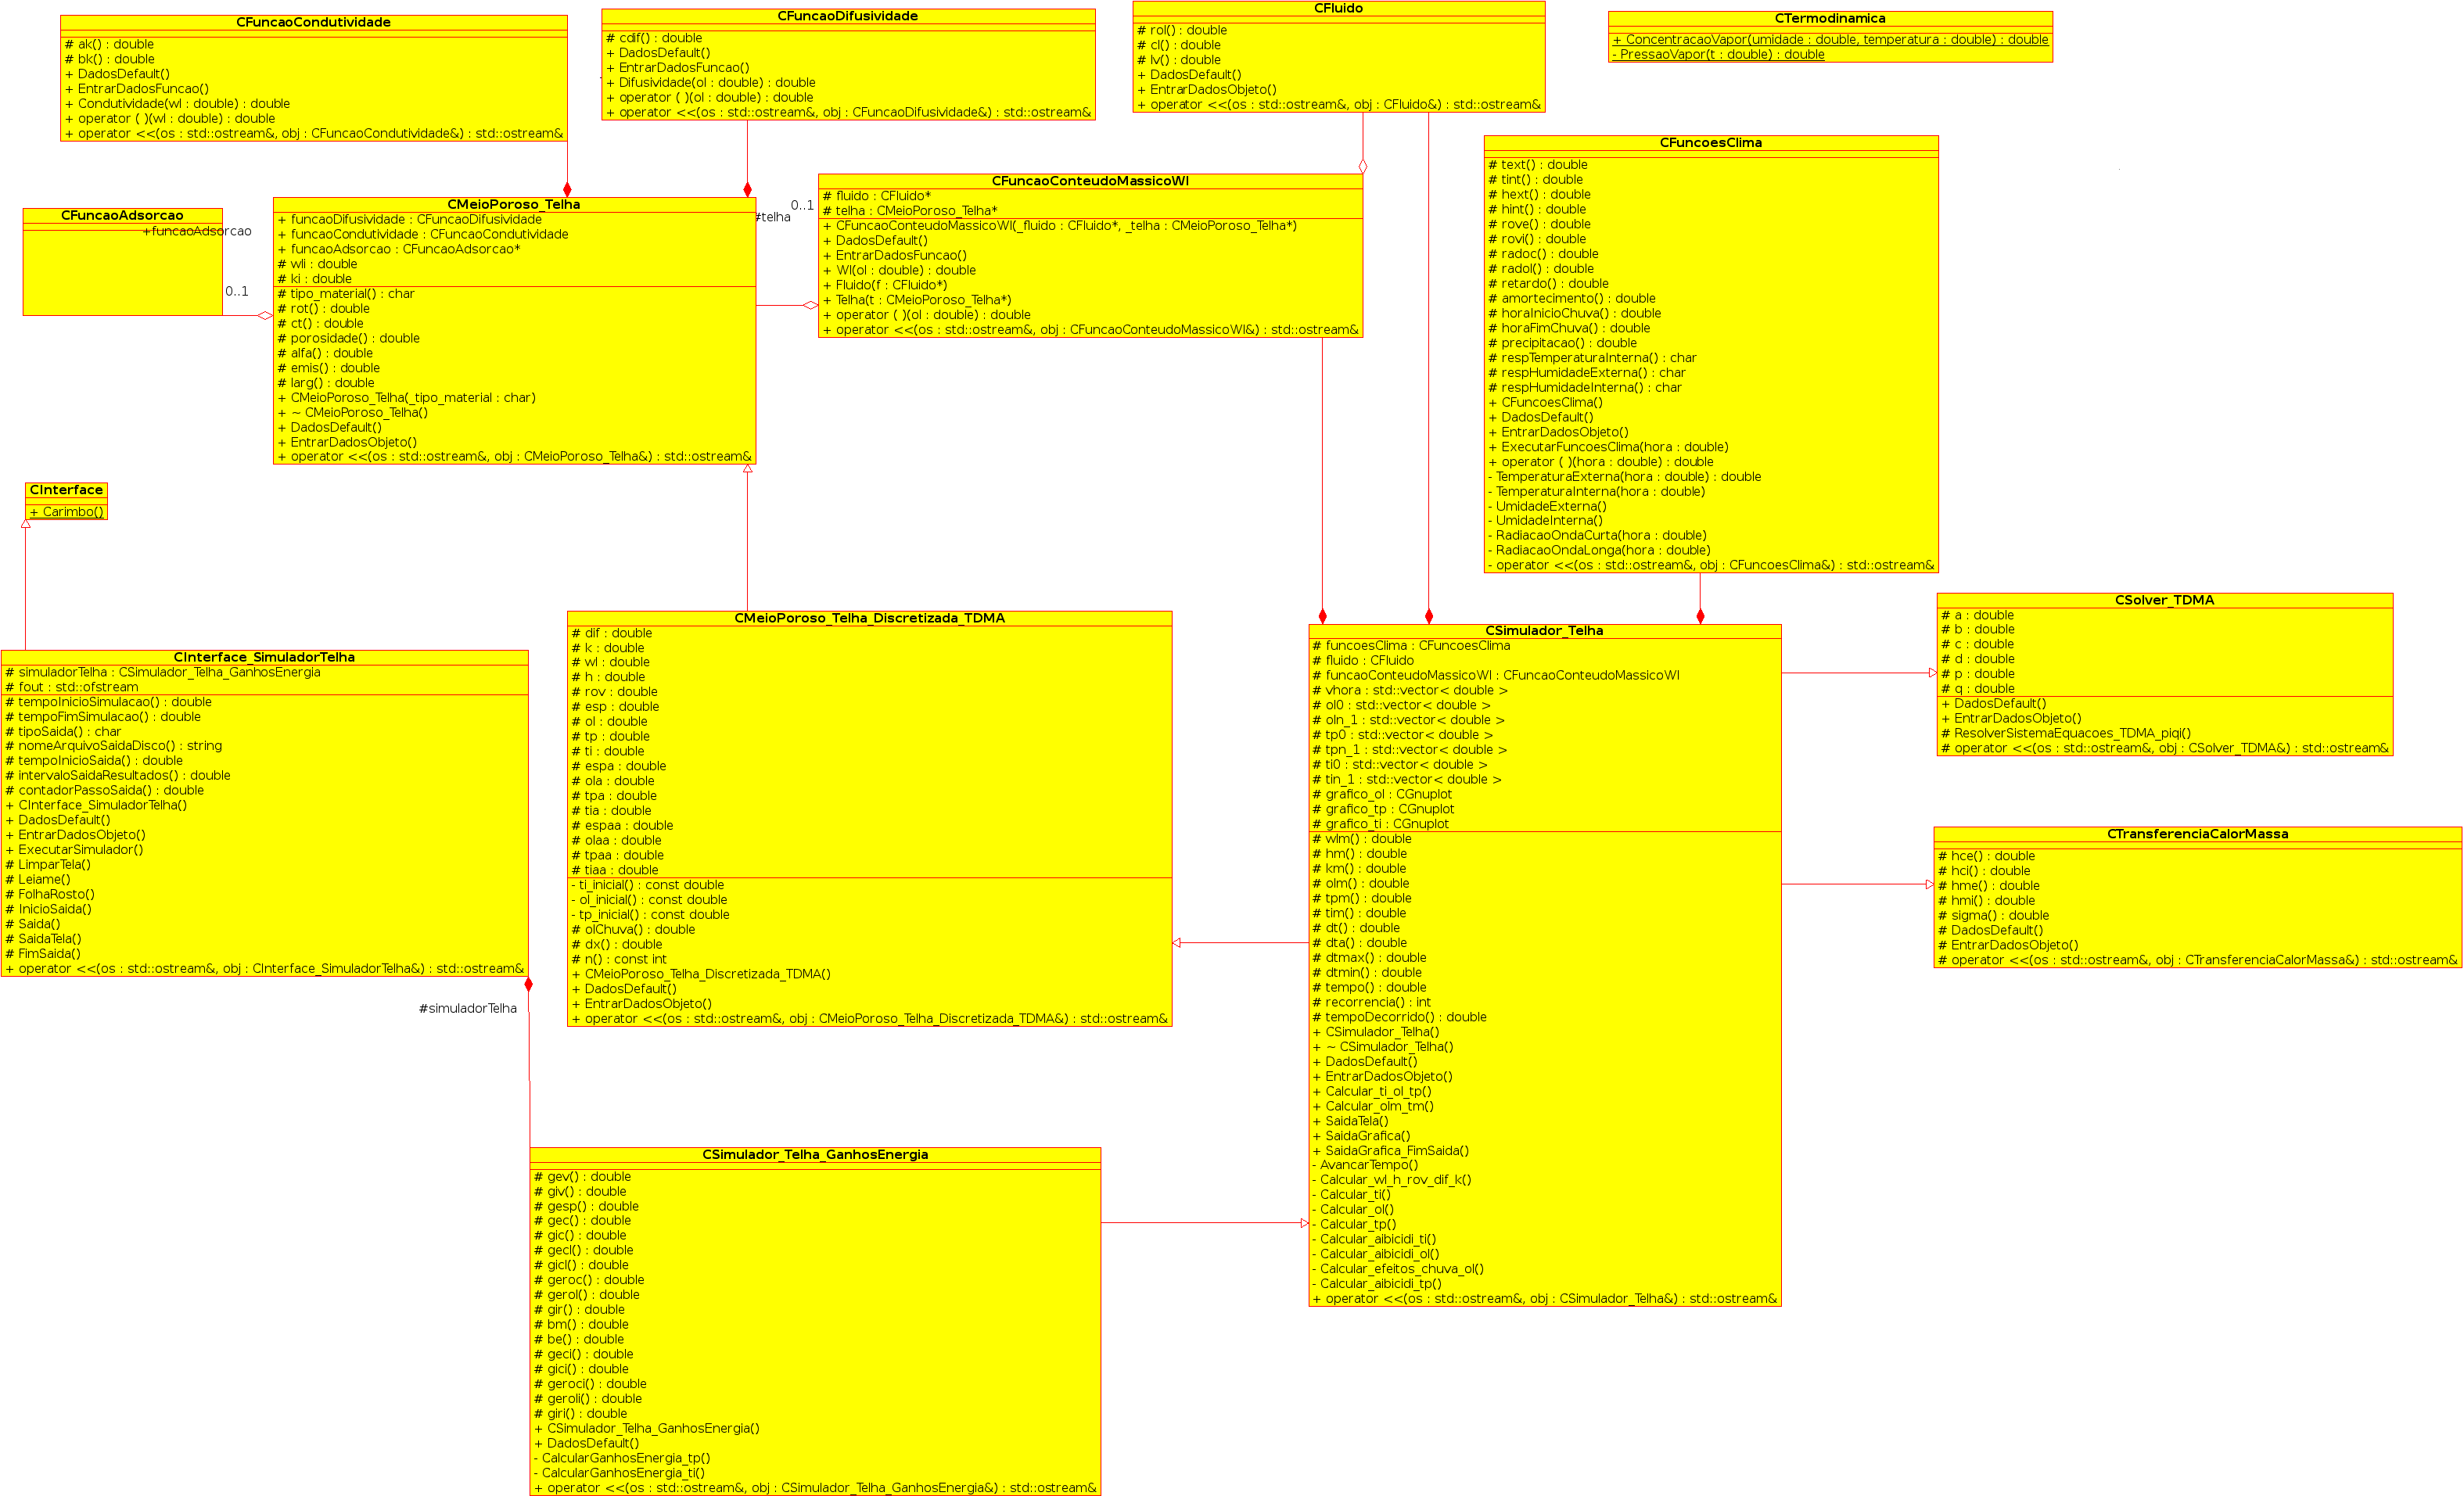 CFuncaoCondutividade
# ak() : double
# bk() : double
+ DadosDefault()
+ EntrarDadosFuncao()
+ Condutividade(wl : double) : double
+ operator ( )(wl : double) : double
+ operator <<(os : std::ostream&, obj : CFuncaoCondutividade&) : std::ostream&
CFuncaoDifusividade
# cdif() : double
+ DadosDefault()
+ EntrarDadosFuncao()
+ Difusividade(ol : double) : double
+ operator ( )(ol : double) : double
+ operator <<(os : std::ostream&, obj : CFuncaoDifusividade&) : std::ostream&
CFluido
# rol() : double
# cl() : double
# lv() : double
+ DadosDefault()
+ EntrarDadosObjeto()
+ operator <<(os : std::ostream&, obj : CFluido&) : std::ostream&
CTermodinamica
+ ConcentracaoVapor(umidade : double, temperatura : double) : double
- PressaoVapor(t : double) : double
CFuncaoAdsorcao
+funcaoAdsorcao
0..1
CMeioPoroso_Telha
+ funcaoDifusividade : CFuncaoDifusividade
+ funcaoCondutividade : CFuncaoCondutividade
+ funcaoAdsorcao : CFuncaoAdsorcao*
# wli : double
# ki : double
# tipo_material() : char
# rot() : double
# ct() : double
# porosidade() : double
# alfa() : double
# emis() : double
# larg() : double
+ CMeioPoroso_Telha(_tipo_material : char)
+ ~ CMeioPoroso_Telha()
+ DadosDefault()
+ EntrarDadosObjeto()
+ operator <<(os : std::ostream&, obj : CMeioPoroso_Telha&) : std::ostream&
0..1
#telha
CFuncaoConteudoMassicoWl
# fluido : CFluido*
# telha : CMeioPoroso_Telha*
+ CFuncaoConteudoMassicoWl(_fluido : CFluido*, _telha : CMeioPoroso_Telha*)
+ DadosDefault()
+ EntrarDadosFuncao()
+ Wl(ol : double) : double
+ Fluido(f : CFluido*)
+ Telha(t : CMeioPoroso_Telha*)
+ operator ( )(ol : double) : double
+ operator <<(os : std::ostream&, obj : CFuncaoConteudoMassicoWl&) : std::ostream&
CFuncoesClima
# text() : double
# tint() : double
# hext() : double
# hint() : double
# rove() : double
# rovi() : double
# radoc() : double
# radol() : double
# retardo() : double
# amortecimento() : double
# horaInicioChuva() : double
# horaFimChuva() : double
# precipitacao() : double
# respTemperaturaInterna() : char
# respHumidadeExterna() : char
# respHumidadeInterna() : char
+ CFuncoesClima()
+ DadosDefault()
+ EntrarDadosObjeto()
+ ExecutarFuncoesClima(hora : double)
+ operator ( )(hora : double) : double
- TemperaturaExterna(hora : double) : double
- TemperaturaInterna(hora : double)
- UmidadeExterna()
- UmidadeInterna()
- RadiacaoOndaCurta(hora : double)
- RadiacaoOndaLonga(hora : double)
- operator <<(os : std::ostream&, obj : CFuncoesClima&) : std::ostream&
CInterface
+ Carimbo()
CInterface_SimuladorTelha
# simuladorTelha : CSimulador_Telha_GanhosEnergia
# fout : std::ofstream
# tempoInicioSimulacao() : double
# tempoFimSimulacao() : double
# tipoSaida() : char
# nomeArquivoSaidaDisco() : string
# tempoInicioSaida() : double
# intervaloSaidaResultados() : double
# contadorPassoSaida() : double
+ CInterface_SimuladorTelha()
+ DadosDefault()
+ EntrarDadosObjeto()
+ ExecutarSimulador()
# LimparTela()
# Leiame()
# FolhaRosto()
# InicioSaida()
# Saida()
# SaidaTela()
# FimSaida()
+ operator <<(os : std::ostream&, obj : CInterface_SimuladorTelha&) : std::ostream&
#simuladorTelha
CMeioPoroso_Telha_Discretizada_TDMA
# dif : double
# k : double
# wl : double
# h : double
# rov : double
# esp : double
# ol : double
# tp : double
# ti : double
# espa : double
# ola : double
# tpa : double
# tia : double
# espaa : double
# olaa : double
# tpaa : double
# tiaa : double
- ti_inicial() : const double
- ol_inicial() : const double
- tp_inicial() : const double
# olChuva() : double
# dx() : double
# n() : const int
+ CMeioPoroso_Telha_Discretizada_TDMA()
+ DadosDefault()
+ EntrarDadosObjeto()
+ operator <<(os : std::ostream&, obj : CMeioPoroso_Telha_Discretizada_TDMA&) : std::ostream&
CSimulador_Telha
# funcoesClima : CFuncoesClima
# fluido : CFluido
# funcaoConteudoMassicoWl : CFuncaoConteudoMassicoWl
# vhora : std::vector< double >
# ol0 : std::vector< double >
# oln_1 : std::vector< double >
# tp0 : std::vector< double >
# tpn_1 : std::vector< double >
# ti0 : std::vector< double >
# tin_1 : std::vector< double >
# grafico_ol : CGnuplot
# grafico_tp : CGnuplot
# grafico_ti : CGnuplot
# wlm() : double
# hm() : double
# km() : double
# olm() : double
# tpm() : double
# tim() : double
# dt() : double
# dta() : double
# dtmax() : double
# dtmin() : double
# tempo() : double
# recorrencia() : int
# tempoDecorrido() : double
+ CSimulador_Telha()
+ ~ CSimulador_Telha()
+ DadosDefault()
+ EntrarDadosObjeto()
+ Calcular_ti_ol_tp()
+ Calcular_olm_tm()
+ SaidaTela()
+ SaidaGrafica()
+ SaidaGrafica_FimSaida()
- AvancarTempo()
- Calcular_wl_h_rov_dif_k()
- Calcular_ti()
- Calcular_ol()
- Calcular_tp()
- Calcular_aibicidi_ti()
- Calcular_aibicidi_ol()
- Calcular_efeitos_chuva_ol()
- Calcular_aibicidi_tp()
+ operator <<(os : std::ostream&, obj : CSimulador_Telha&) : std::ostream&
CSolver_TDMA
# a : double
# b : double
# c : double
# d : double
# p : double
# q : double
+ DadosDefault()
+ EntrarDadosObjeto()
# ResolverSistemaEquacoes_TDMA_piqi()
# operator <<(os : std::ostream&, obj : CSolver_TDMA&) : std::ostream&
CTransferenciaCalorMassa
# hce() : double
# hci() : double
# hme() : double
# hmi() : double
# sigma() : double
# DadosDefault()
# EntrarDadosObjeto()
# operator <<(os : std::ostream&, obj : CTransferenciaCalorMassa&) : std::ostream&
CSimulador_Telha_GanhosEnergia
# gev() : double
# giv() : double
# gesp() : double
# gec() : double
# gic() : double
# gecl() : double
# gicl() : double
# geroc() : double
# gerol() : double
# gir() : double
# bm() : double
# be() : double
# geci() : double
# gici() : double
# geroci() : double
# geroli() : double
# giri() : double
+ CSimulador_Telha_GanhosEnergia()
+ DadosDefault()
- CalcularGanhosEnergia_tp()
- CalcularGanhosEnergia_ti()
+ operator <<(os : std::ostream&, obj : CSimulador_Telha_GanhosEnergia&) : std::ostream&